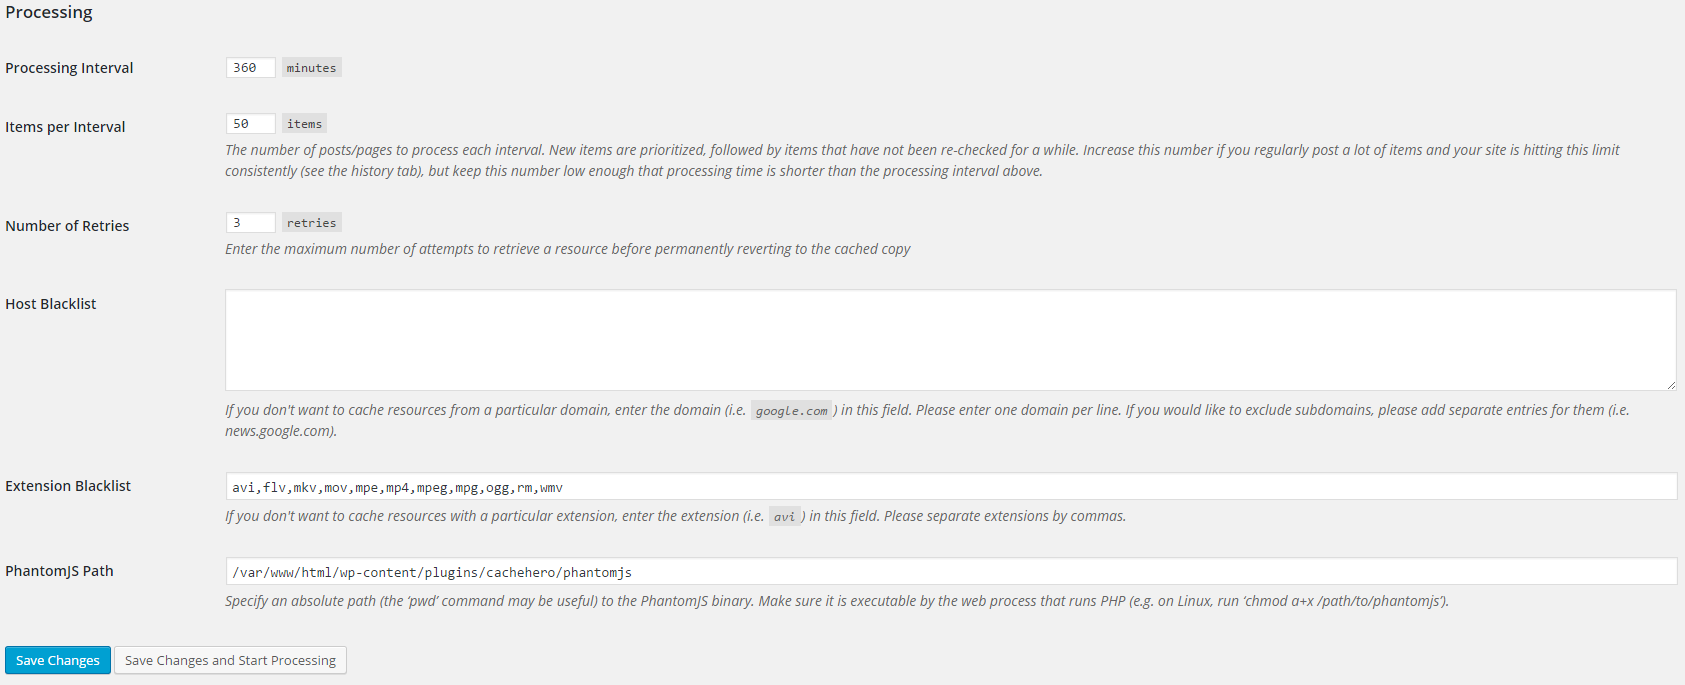 Processing
Processing Interval
360 minutes
Items per Interval
50 items
The number of posts/pages to process each interval. New items are prioritized, followed by items that have not been re-checked for a while. Increase this number if you regularly post a lot of items and your site is hitting this limit
consistently (see the history tab), but keep this number low enough that processing time is shorter than the processing interval above.
Number of Retries
3 retries
Enter the maximum number of attempts to retrieve a resource before permanently reverting to the cached copy
Host Blacklist
If you don't want to cache resources from a particular domain, enter the domain (i.e. google.com ) in this field. Please enter one domain per line. If you would like to exclude subdomains, please add separate entries for them (i.e.
news.google.com).
Extension Blacklist
avi,flv,mkv,mov,mpe,mp4,mpeg,mpg,ogg,rm,wmv
If you don't want to cache resources with a particular extension, enter the extension (i.e. avi ) in this field. Please separate extensions by commas.
PhantomJS Path
/var/www/html/wp-content/plugins/cachehero/phantomjs
Specify an absolute path (the ‘pwd’ command may be useful) to the PhantomJS binary. Make sure it is executable by the web process that runs PHP (e.g. on Linux, run ‘chmod a+x /path/to/phantomjs’).
Save Changes Save Changes and Start Processing